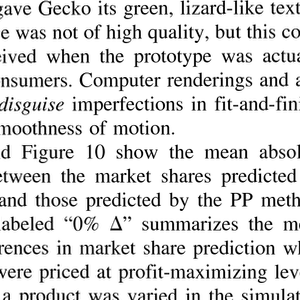 gave Gecko its green, lizard-like text
e was not of high quality, but this co
eived when the prototype was actua
nsumers. Computer renderings and a
disguise imperfections in fit-and-fini
moothness of motion.
d Figure 10 show the mean absol
etween the market shares predicted
and those predicted by the PP meth
labeled “0% Δ” summarizes the me
rences in market share prediction wh
were priced at profit-maximizing leve
a product was varied in the simulat